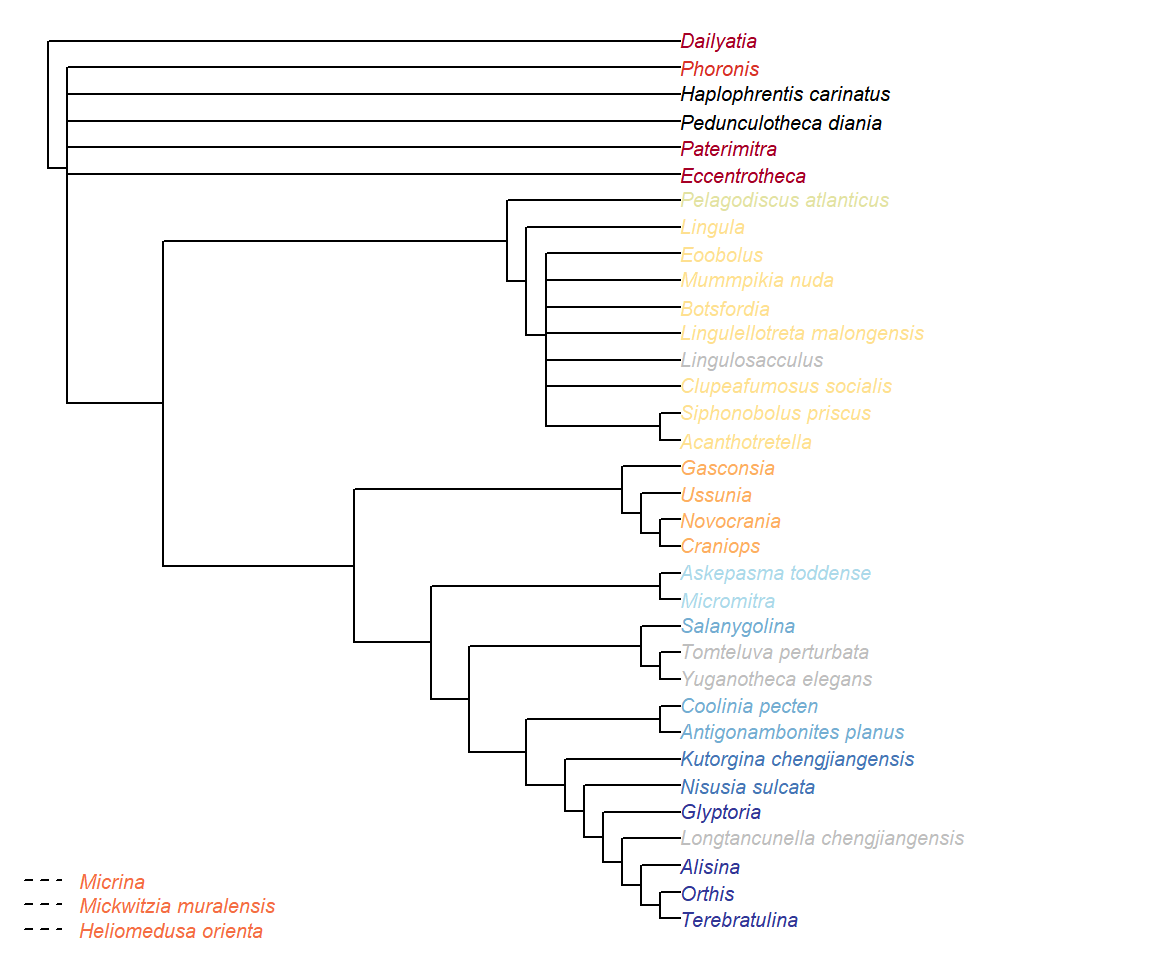 Dailyatia
Phoronis
Haplophrentis carinatus
Pedunculotheca diania
Paterimitra
Eccentrotheca
Pelagodiscus atlanticus
Lingula
Eoobolus
Mummpikia nuda
Botsfordia
Lingulellotreta malongensis
Lingulosacculus
Clupeafumosus socialis
Siphonobolus priscus
Acanthotretella
Gasconsia
Ussunia
Novocrania
Craniops
Askepasma toddense
Micromitra
Salanygolina
Tomteluva perturbata
Yuganotheca elegans
Coolinia pecten
Antigonambonites planus
Kutorgina chengjiangensis
Nisusia sulcata
Glyptoria
Longtancunella chengjiangensis
Alisina
Orthis
Terebratulina
Micrina
Mickwitzia muralensis
Heliomedusa orienta